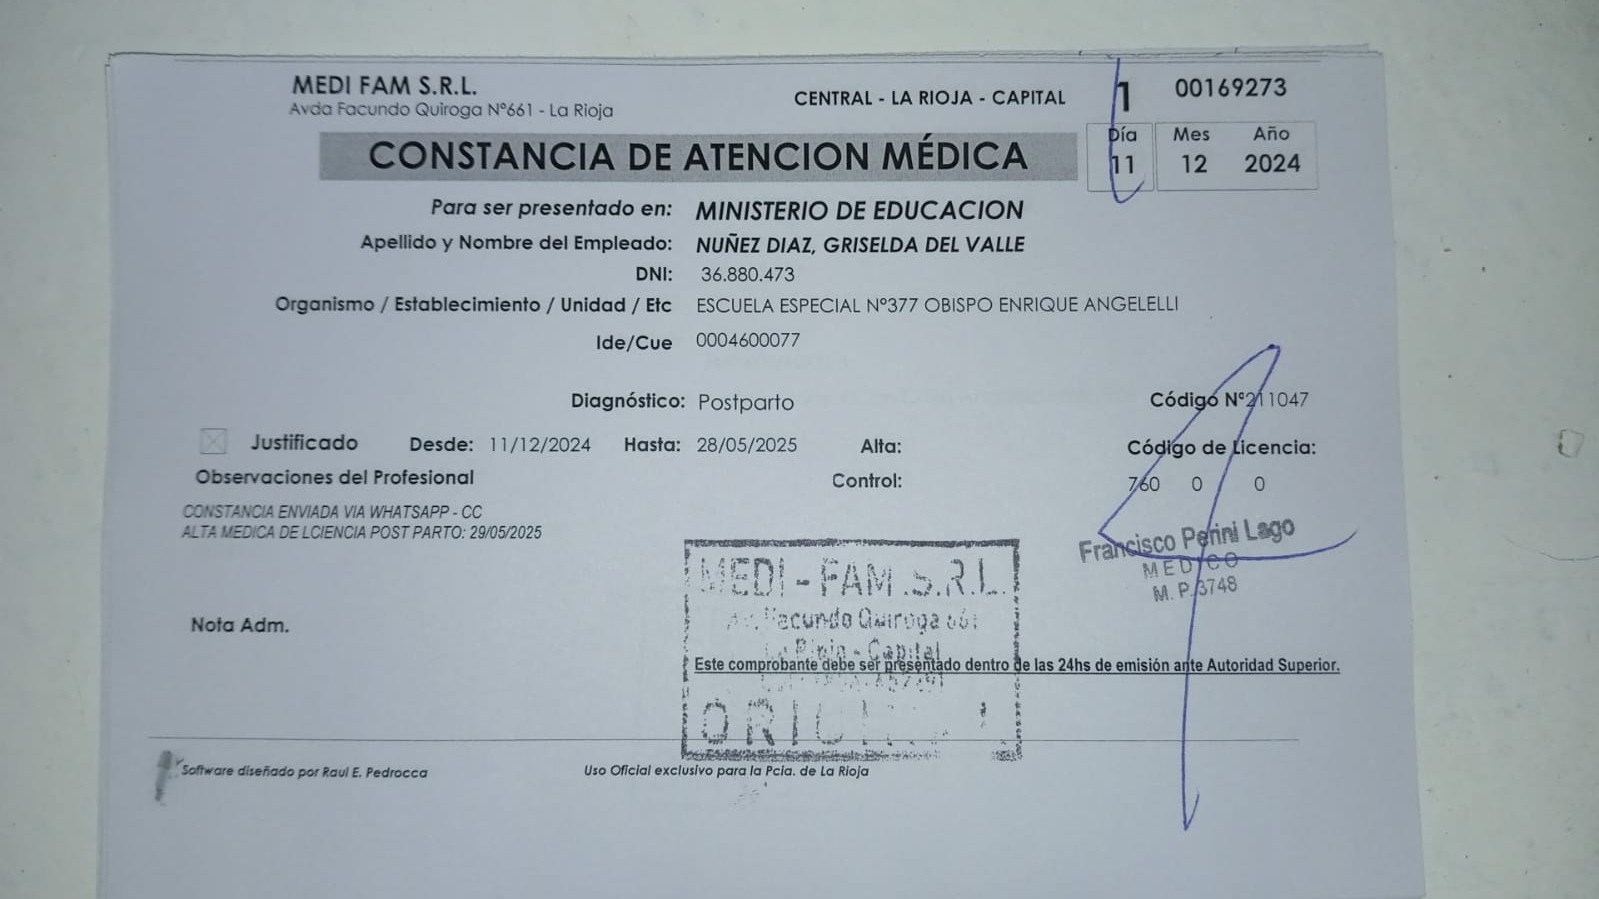 MEDI FAM S.R.L.
Avda Facundo Quiroga Nº661 - La Rioja
CENTRAL - LA RIOJA - CAPITAL
1
00169273
CONSTANCIA DE ATENCION MÉDICA
Día Mes Año
11 12 2024
Para ser presentado en: MINISTERIO DE EDUCACION
Apellido y Nombre del Empleado: NUÑEZ DIAZ, GRISELDA DEL VALLE
DNI: 36.880.473
Organismo / Establecimiento / Unidad / Etc ESCUELA ESPECIAL Nº377 OBISPO ENRIQUE ANGELELLI
Ide/Cue 0004600077
Diagnóstico: Postparto
Código Nº211047
Justificado Desde: 11/12/2024 Hasta: 28/05/2025 Alta:
Código de Licencia:
Observaciones del Profesional
Control:
760 0 0
CONSTANCIA ENVIADA VIA WHATSAPP - CC
ALTA MEDICA DE LCIENCIA POST PARTO: 29/05/2025
Francisco Perini Lago
MEDICO
M. P. 3748
MEDI - FAM .S.R.L.
Facundo Quiroga 661
La Rioja - Capital
Nota Adm.
Este comprobante debe ser presentado dentro de las 24hs de emisión ante Autoridad Superior.
Software diseñado por Raul E. Pedrocca
Uso Oficial exclusivo para la Pcia. de La Rioja